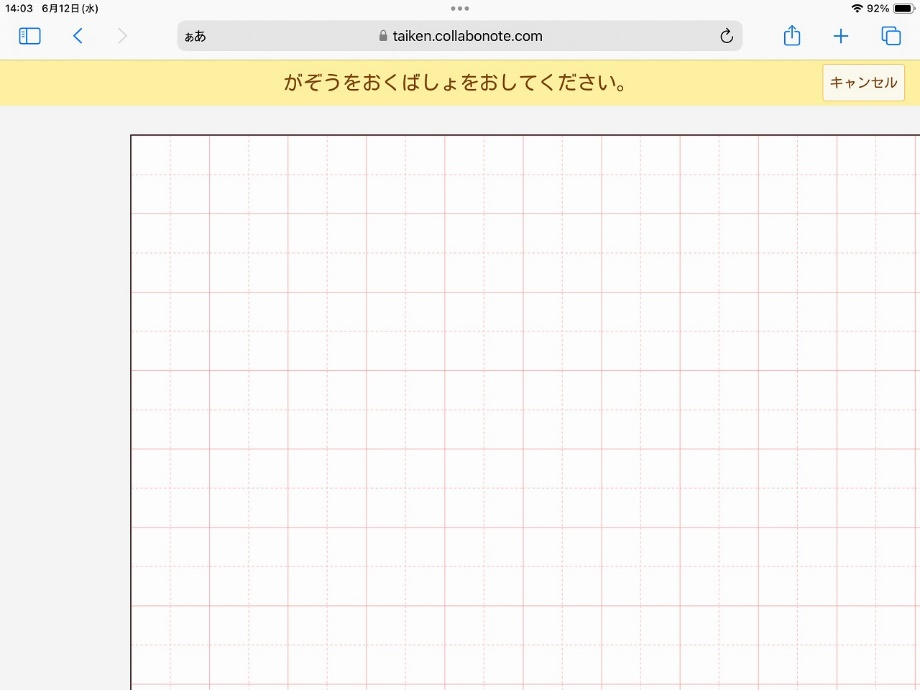 14:03 6月12日(水)
92%
ぁあ
taiken.collabonote.com
がぞうをおくばしょをおしてください。
キャンセル